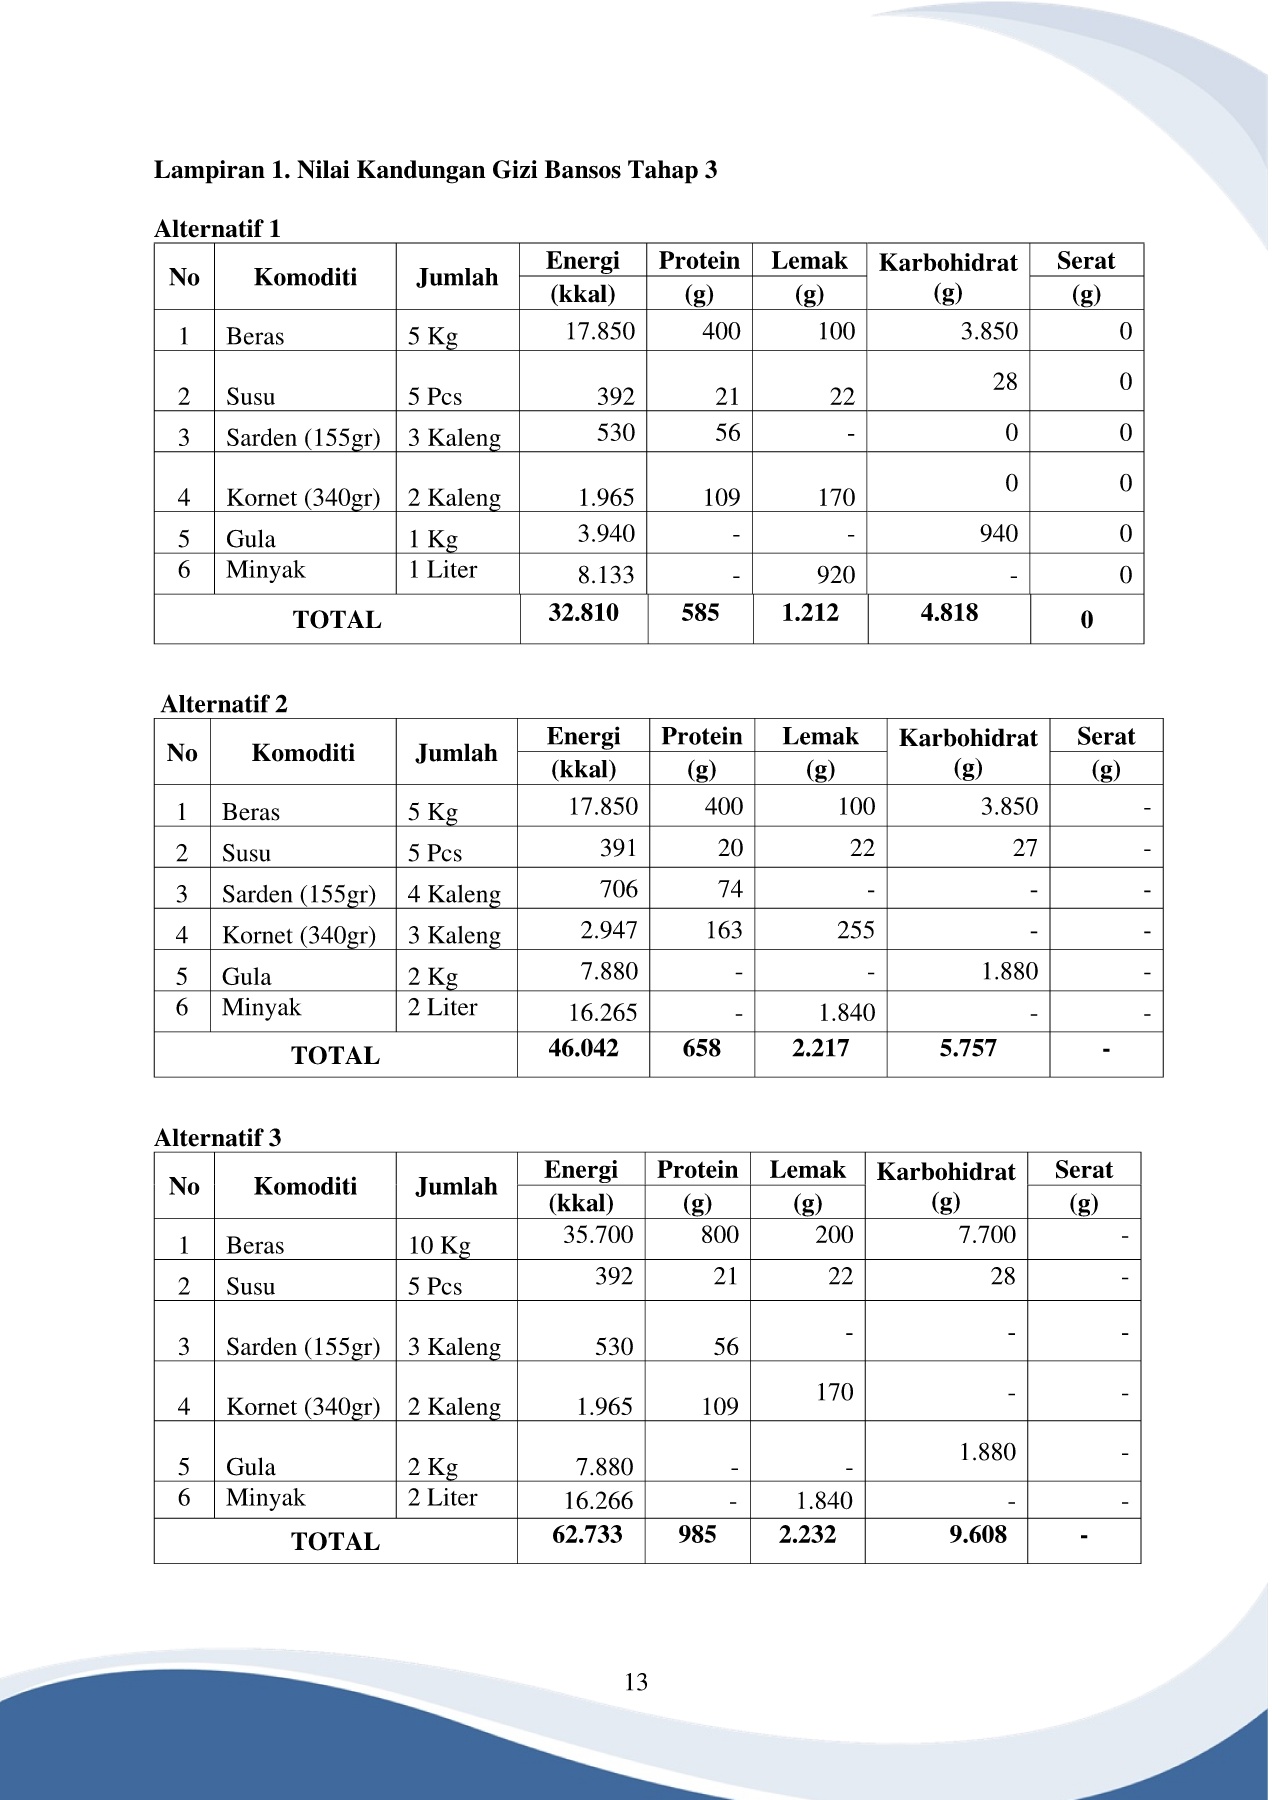 Lampiran 1. Nilai Kandungan Gizi Bansos Tahap 3
Alternatif 1
No Komoditi Jumlah Energi (kkal) Protein (g) Lemak (g) Karbohidrat (g) Serat (g)
1 Beras 5 Kg 17.850 400 100 3.850 0
2 Susu 5 Pcs 392 21 22 28 0
3 Sarden (155gr) 3 Kaleng 530 56 - 0 0
4 Kornet (340gr) 2 Kaleng 1.965 109 170 0 0
5 Gula 1 Kg 3.940 - - 940 0
6 Minyak 1 Liter 8.133 - 920 - 0
TOTAL 32.810 585 1.212 4.818 0
Alternatif 2
No Komoditi Jumlah Energi (kkal) Protein (g) Lemak (g) Karbohidrat (g) Serat (g)
1 Beras 5 Kg 17.850 400 100 3.850 -
2 Susu 5 Pcs 391 20 22 27 -
3 Sarden (155gr) 4 Kaleng 706 74 - - -
4 Kornet (340gr) 3 Kaleng 2.947 163 255 - -
5 Gula 2 Kg 7.880 - - 1.880 -
6 Minyak 2 Liter 16.265 - 1.840 - -
TOTAL 46.042 658 2.217 5.757 -
Alternatif 3
No Komoditi Jumlah Energi (kkal) Protein (g) Lemak (g) Karbohidrat (g) Serat (g)
1 Beras 10 Kg 35.700 800 200 7.700 -
2 Susu 5 Pcs 392 21 22 28 -
3 Sarden (155gr) 3 Kaleng 530 56 - - -
4 Kornet (340gr) 2 Kaleng 1.965 109 170 - -
5 Gula 2 Kg 7.880 - - 1.880 -
6 Minyak 2 Liter 16.266 - 1.840 - -
TOTAL 62.733 985 2.232 9.608 -
13